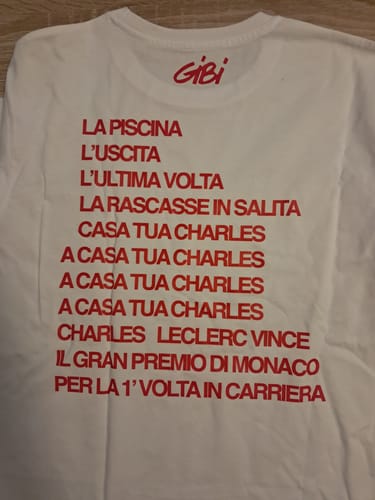 GiBi
LA PISCINA
L'USCITA
L'ULTIMA VOLTA
LA RASCASSE IN SALITA
CASA TUA CHARLES
A CASA TUA CHARLES
A CASA TUA CHARLES
A CASA TUA CHARLES
CHARLES LECLERC VINCE
IL GRAN PREMIO DI MONACO
PER LA 1' VOLTA IN CARRIERA